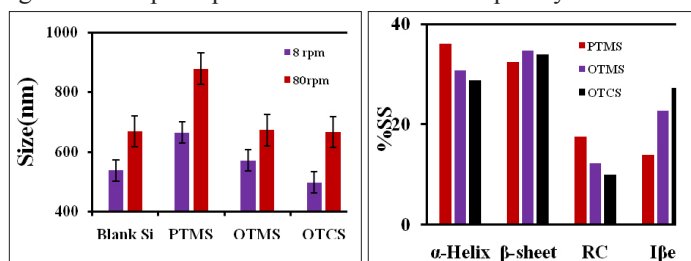 1000
800
600
400
Size(nm)
8 rpm
80rpm
Blank Si PTMS OTMS OTCS
40
20
0
%SS
PTMS
OTMS
OTCS
α-Helix β-sheet RC Iβe